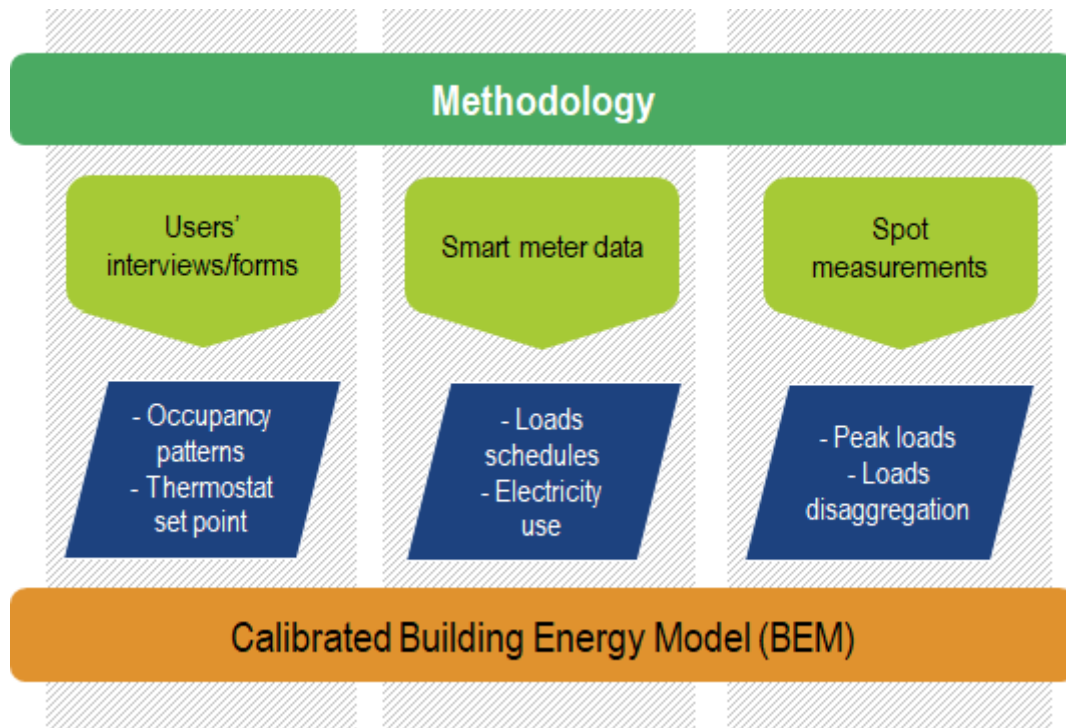 Methodology
Users’
interviews/forms
Smart meter data
Spot
measurements
- Occupancy
patterns
- Thermostat
set point
- Loads
schedules
- Electricity
use
- Peak loads
- Loads
disaggregation
Calibrated Building Energy Model (BEM)